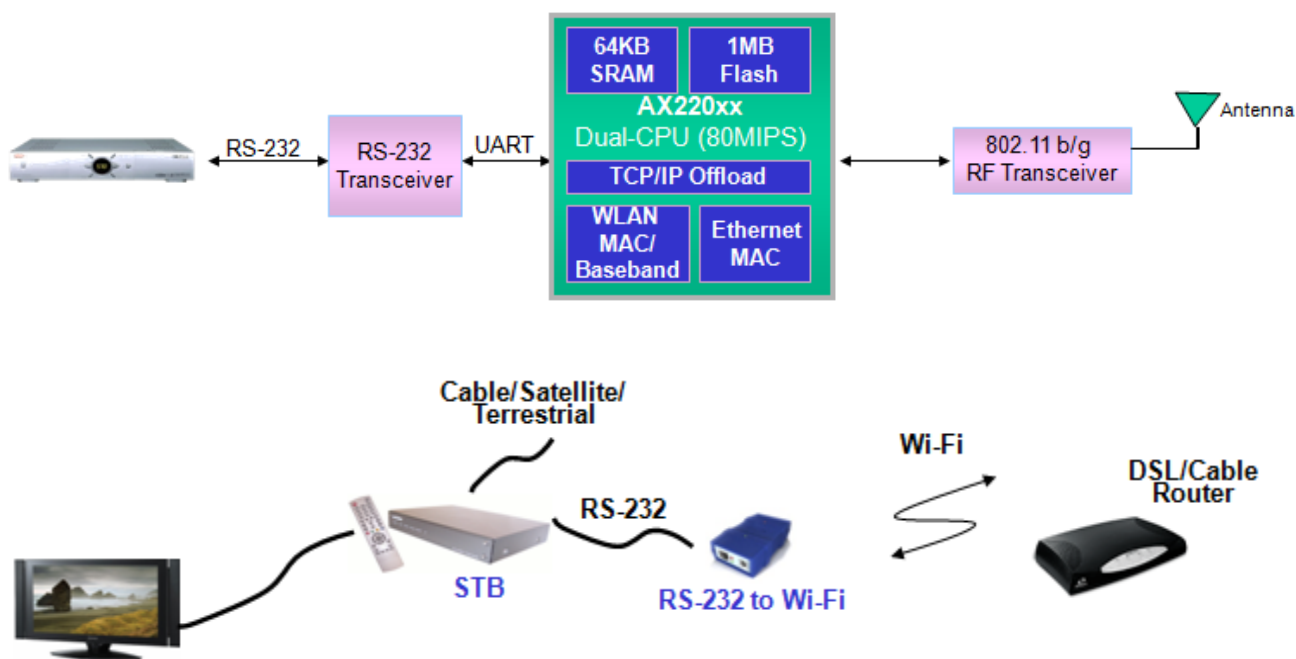 64KB
SRAM
1MB
Flash
AX220xx
Dual-CPU (80MIPS)
TCP/IP Offload
WLAN
MAC/
Baseband
Ethernet
MAC
RS-232
RS-232
Transceiver
UART
802.11 b/g
RF Transceiver
Antenna
Cable/Satellite/
Terrestrial
RS-232
STB
RS-232 to Wi-Fi
Wi-Fi
DSL/Cable
Router